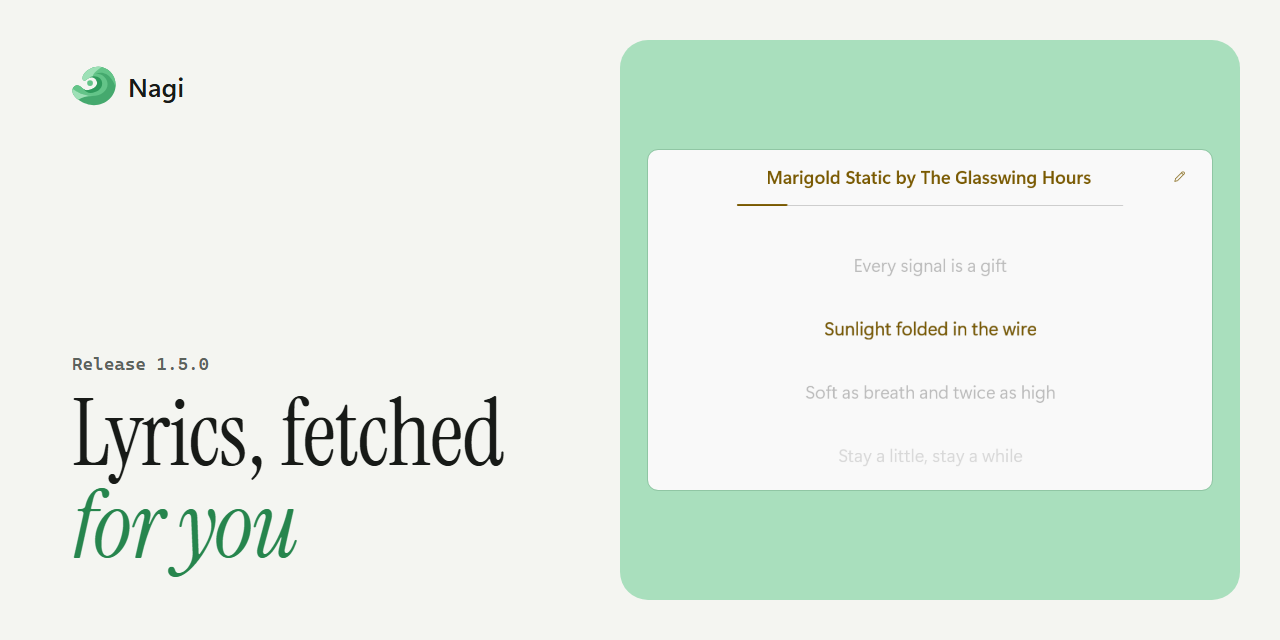 Nagi
Release 1.5.0
Lyrics, fetched
for you
Marigold Static by The Glasswing Hours
Every signal is a gift
Sunlight folded in the wire
Soft as breath and twice as high
Stay a little, stay a while